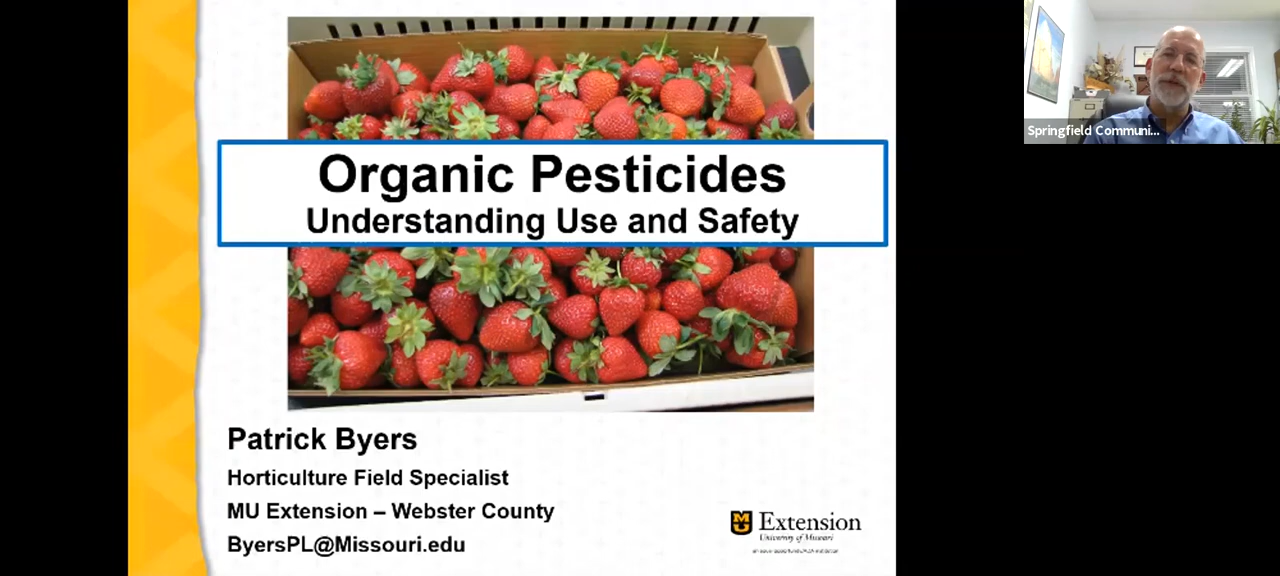 Organic Pesticides
Understanding Use and Safety
Patrick Byers
Horticulture Field Specialist
MU Extension – Webster County
ByersPL@Missouri.edu
Extension
University of Missouri
Springfield Communi...